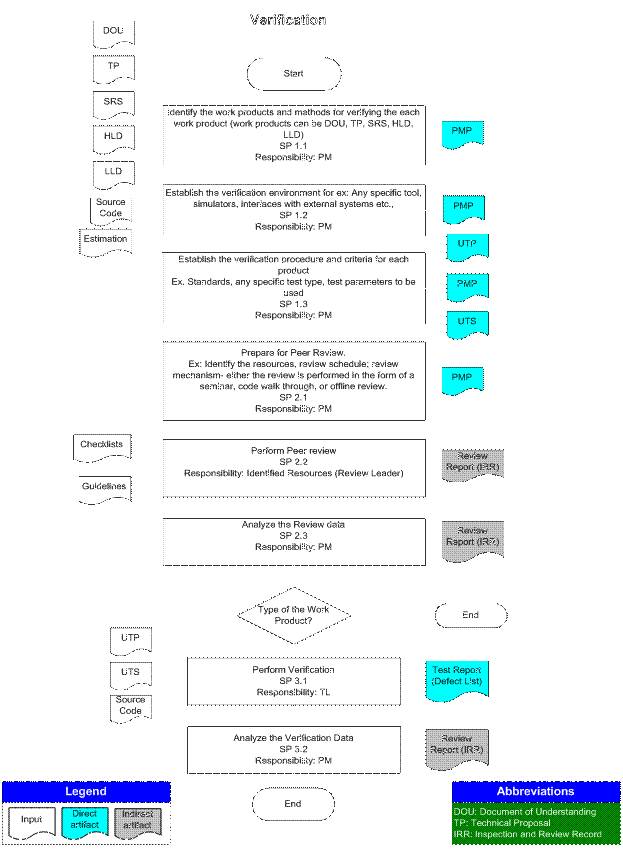 Verification
DOU
TP
SRS
HLD
LLD
Source
Code
Estimation
Start
Identify the work products and methods for verifying the each
work product (work products can be DOU, TP, SRS, HLD,
LLD)
SP 1.1
Responsibility: PM
PMP
Establish the verification environment for ex: Any specific tool,
simulators, interfaces with external systems etc.,
SP 1.2
Responsibility: PM
PMP
UTP
Establish the verification procedure and criteria for each
product
Ex. Standards, any specific test type, test parameters to be
used
SP 1.3
Responsibility: PM
PMP
UTS
Prepare for Peer Review.
Ex: Identify the resources, review schedule; review
mechanism- either the review is performed in the form of a
seminar, code walk through, or offline review.
SP 2.1
Responsibility: PM
PMP
Checklists
Guidelines
Perform Peer review
SP 2.2
Responsibility: Identified Resources (Review Leader)
Review
Report (IRR)
Analyze the Review data
SP 2.3
Responsibility: PM
Review
Report (IRR)
Type of the Work
Product?
End
UTP
UTS
Source
Code
Perform Verification
SP 3.1
Responsibility: TL
Test Report
(Defect List)
Analyze the Verification Data
SP 3.2
Responsibility: PM
Review
Report (IRR)
End
Legend
Input
Direct
artifact
Indirect
artifact
Abbreviations
DOU: Document of Understanding
TP: Technical Proposal
IRR: Inspection and Review Record